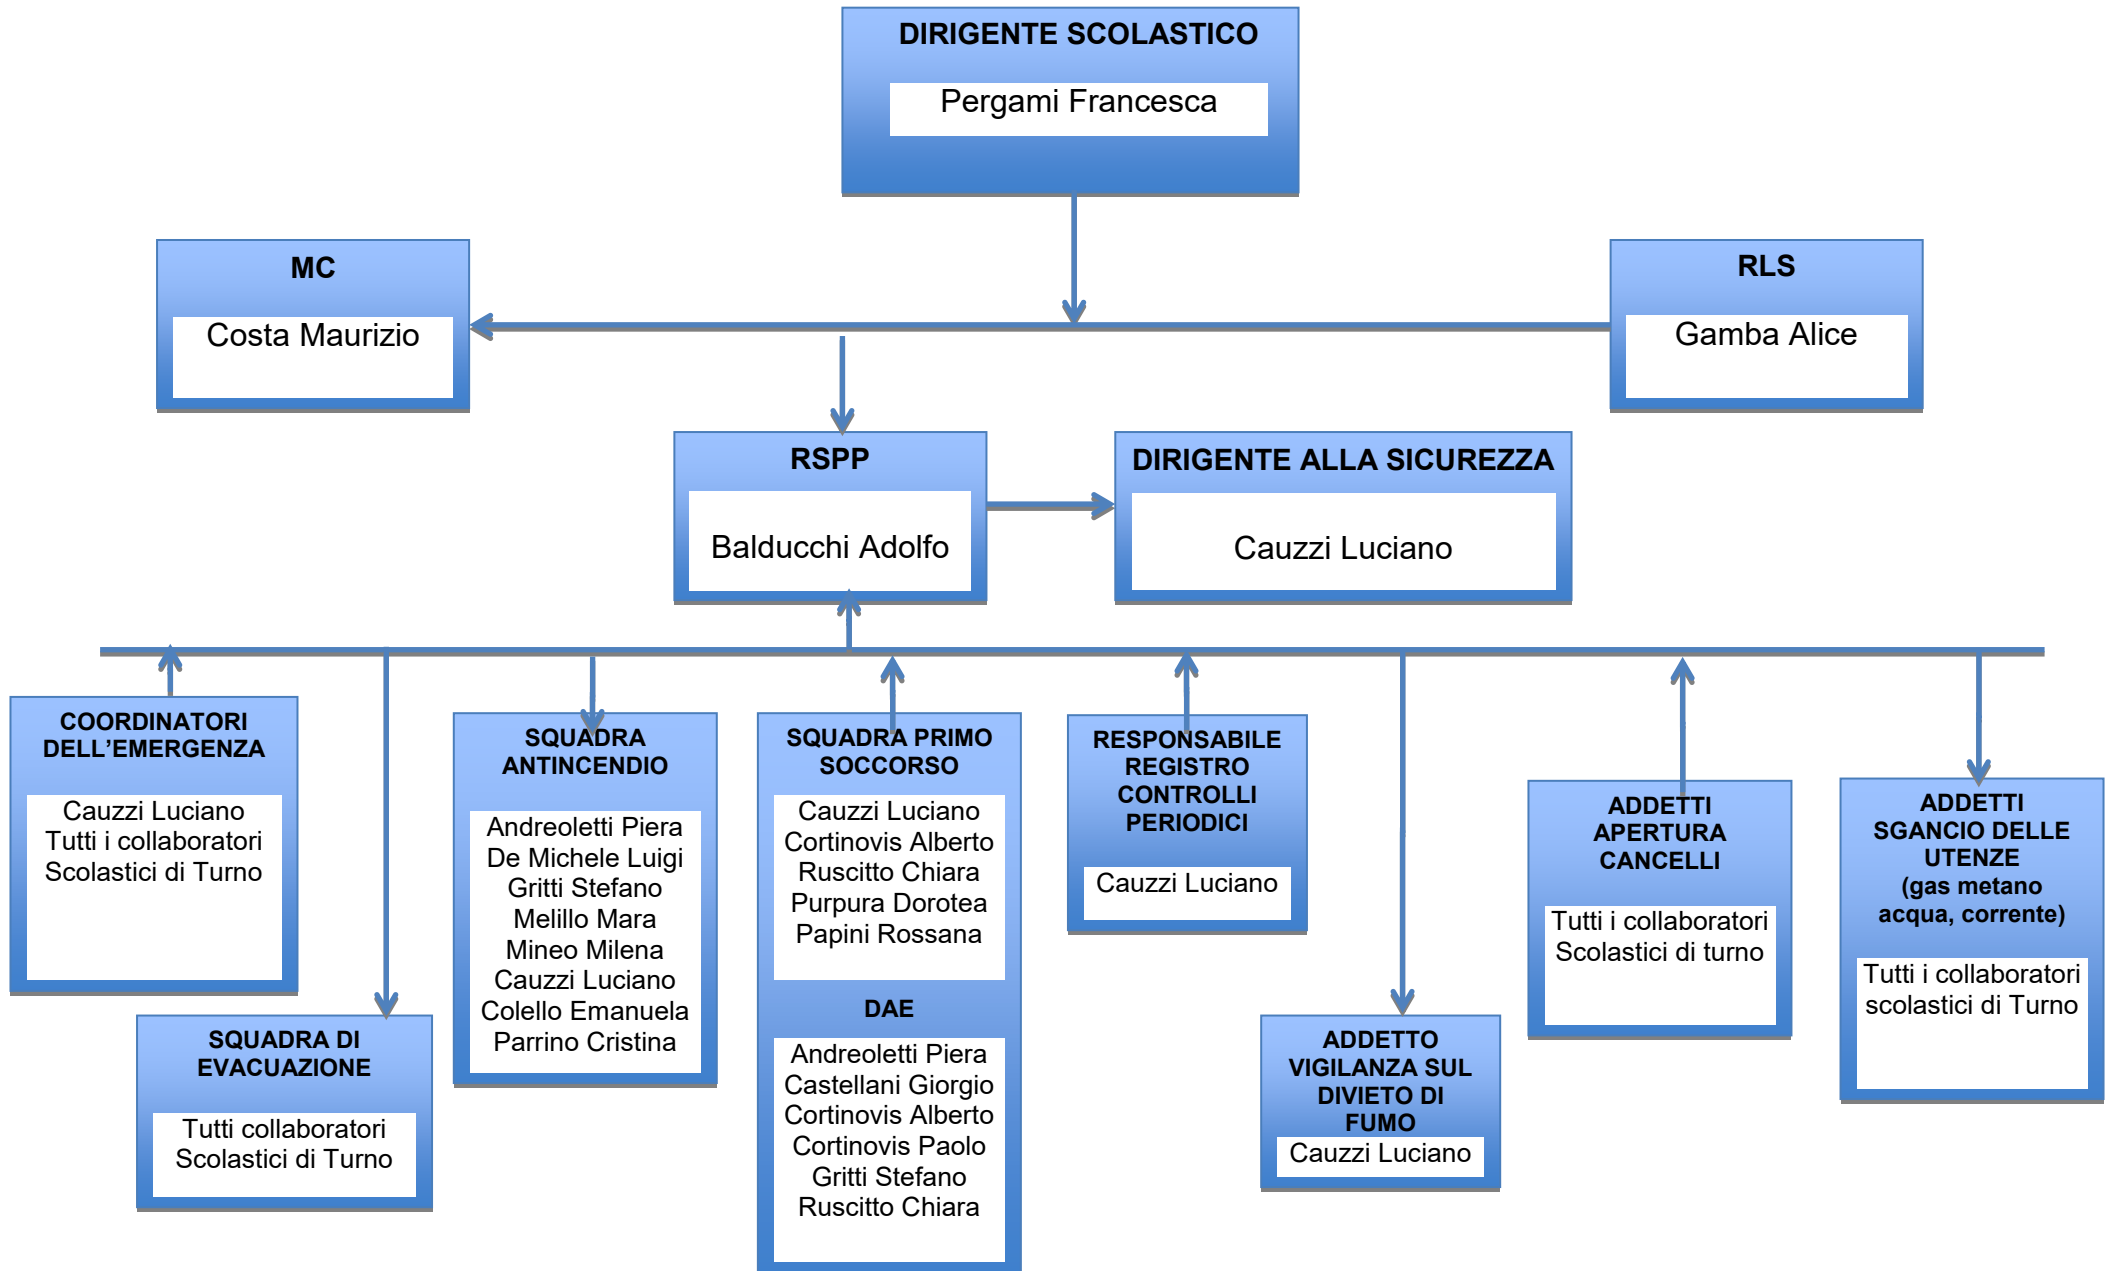 DIRIGENTE SCOLASTICO
Pergami Francesca
MC
Costa Maurizio
RLS
Gamba Alice
RSPP
Balducchi Adolfo
DIRIGENTE ALLA SICUREZZA
Cauzzi Luciano
COORDINATORI
DELL’EMERGENZA
Cauzzi Luciano
Tutti i collaboratori
Scolastici di Turno
SQUADRA DI
EVACUAZIONE
Tutti collaboratori
Scolastici di Turno
SQUADRA
ANTINCENDIO
Andreoletti Piera
De Michele Luigi
Gritti Stefano
Melillo Mara
Mineo Milena
Cauzzi Luciano
Colello Emanuela
Parrino Cristina
SQUADRA PRIMO
SOCCORSO
Cauzzi Luciano
Cortinovis Alberto
Ruscitto Chiara
Purpura Dorotea
Papini Rossana
DAE
Andreoletti Piera
Castellani Giorgio
Cortinovis Alberto
Cortinovis Paolo
Gritti Stefano
Ruscitto Chiara
RESPONSABILE
REGISTRO
CONTROLLI
PERIODICI
Cauzzi Luciano
ADDETTO
VIGILANZA SUL
DIVIETO DI
FUMO
Cauzzi Luciano
ADDETTI
APERTURA
CANCELLI
Tutti i collaboratori
Scolastici di turno
ADDETTI
SGANCIO DELLE
UTENZE
(gas metano
acqua, corrente)
Tutti i collaboratori
scolastici di Turno